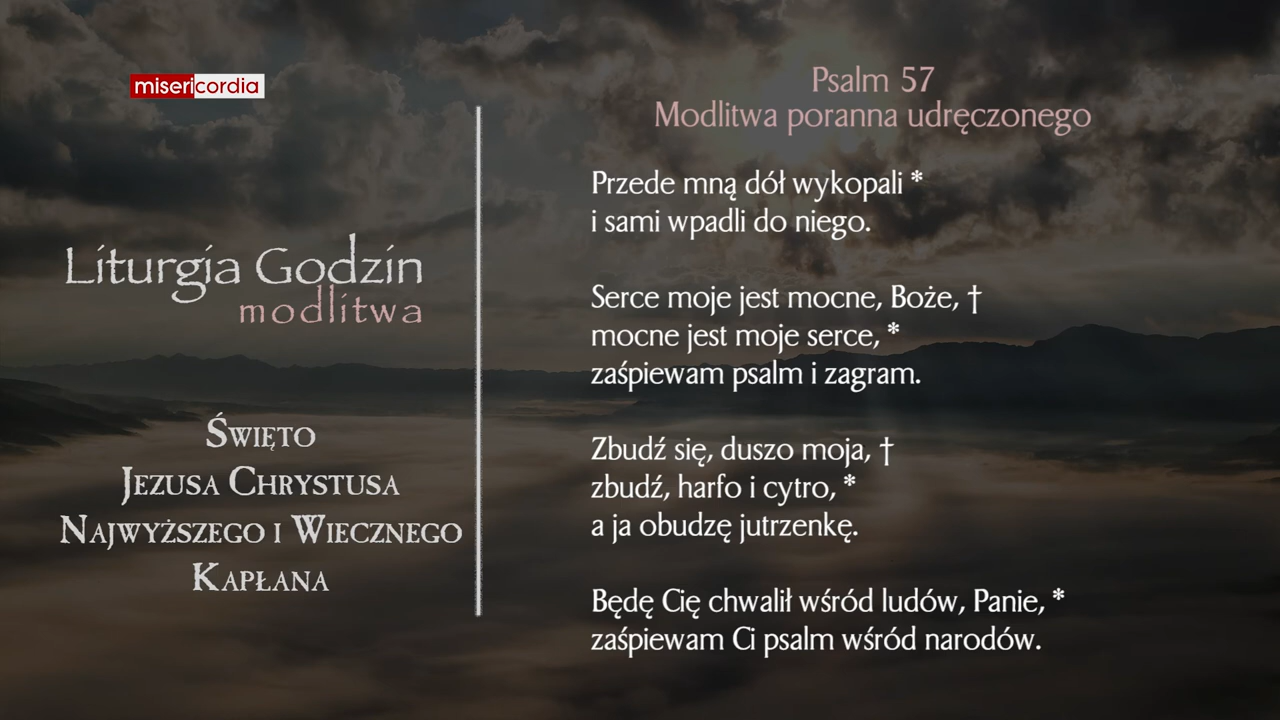 misericordia
Liturgia Godzin
modlitwa
Święto
Jezusa Chrystusa
Najwyższego i Wiecznego
Kapłana
Psalm 57
Modlitwa poranna udręczonego
Przede mną dół wykopali *
i sami wpadli do niego.
Serce moje jest mocne, Boże, †
mocne jest moje serce, *
zaśpiewam psalm i zagram.
Zbudź się, duszo moja, †
zbudź, harfo i cytro, *
a ja obudzę jutrzenkę.
Będę Cię chwalił wśród ludów, Panie, *
zaśpiewam Ci psalm wśród narodów.